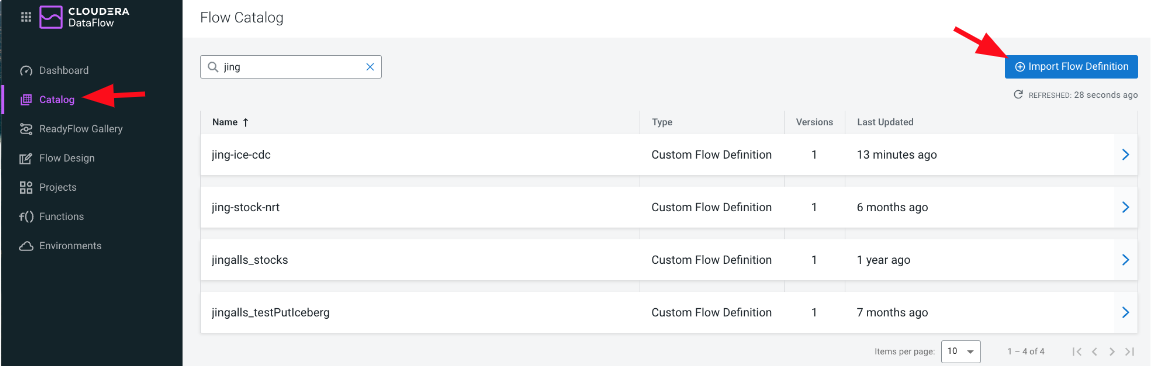 CLOUDERA
DataFlow
Flow Catalog
jing
Import Flow Definition
REFRESHED: 28 seconds ago
Dashboard
Catalog
ReadyFlow Gallery
Flow Design
Projects
f() Functions
Environments
Name ↑ Type Versions Last Updated
jing-ice-cdc Custom Flow Definition 1 13 minutes ago
jing-stock-nrt Custom Flow Definition 1 6 months ago
jingalls_stocks Custom Flow Definition 1 1 year ago
jingalls_testPutIceberg Custom Flow Definition 1 7 months ago
Items per page: 10 1 – 4 of 4